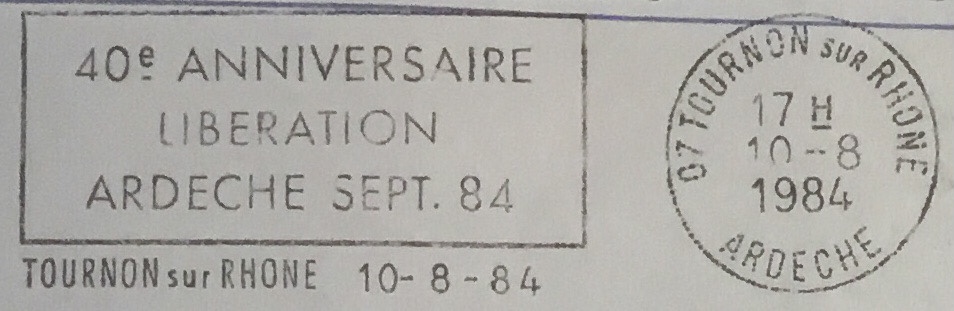 40e ANNIVERSAIRE
LIBERATION
ARDECHE SEPT. 84
TOURNON sur RHONE 10-8-84
07 TOURNON SUR RHONE
17 H
10-8
1984
ARDECHE